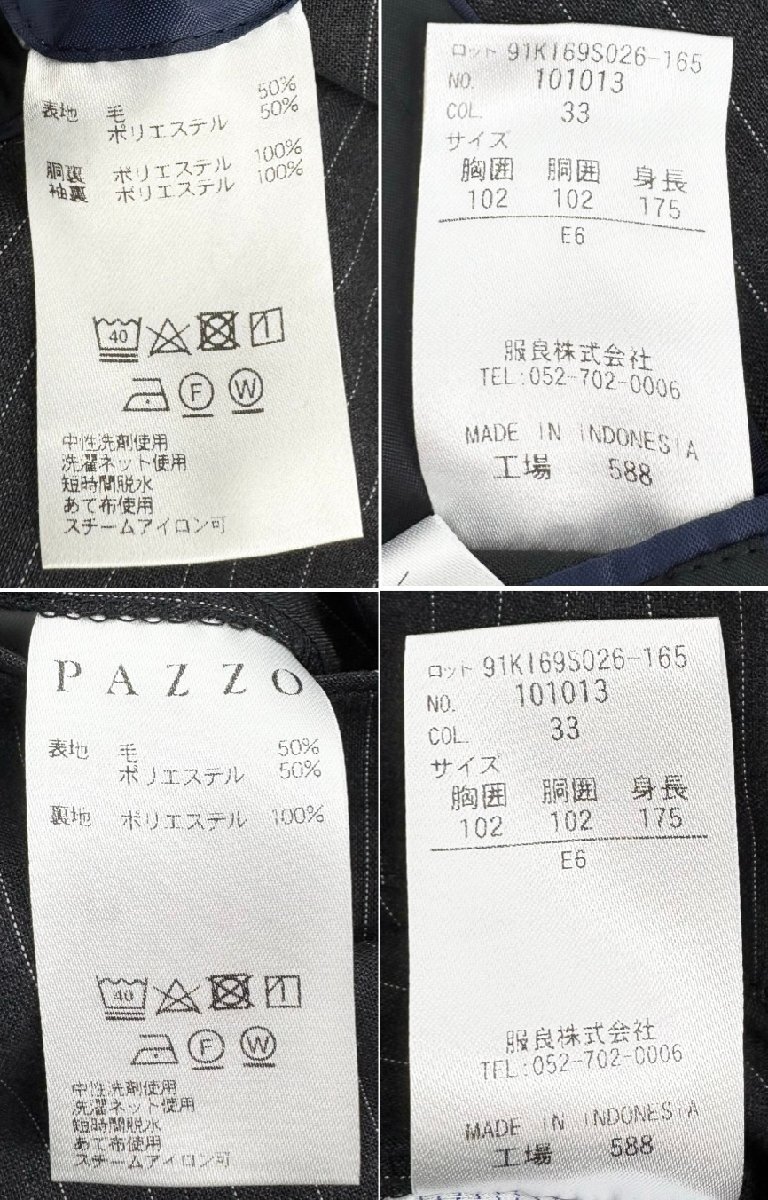 表地 毛 50%
ポリエステル 50%
胴裏 ポリエステル 100%
袖裏 ポリエステル 100%
40
F
W
中性洗剤使用
洗濯ネット使用
短時間脱水
あて布使用
スチームアイロン可
ロット 91KI69S026-165
NO. 101013
COL. 33
サイズ
胸囲 胴囲 身長
102 102 175
E6
服良株式会社
TEL:052-702-0006
MADE IN INDONESIA
工場 588
PAZZO
表地 毛 50%
ポリエステル 50%
裏地 ポリエステル 100%
40
F
W
中性洗剤使用
洗濯ネット使用
短時間脱水
あて布使用
スチームアイロン可
ロット 91KI69S026-165
NO. 101013
COL. 33
サイズ
胸囲 胴囲 身長
102 102 175
E6
服良株式会社
TEL:052-702-0006
MADE IN INDONESIA
工場 588